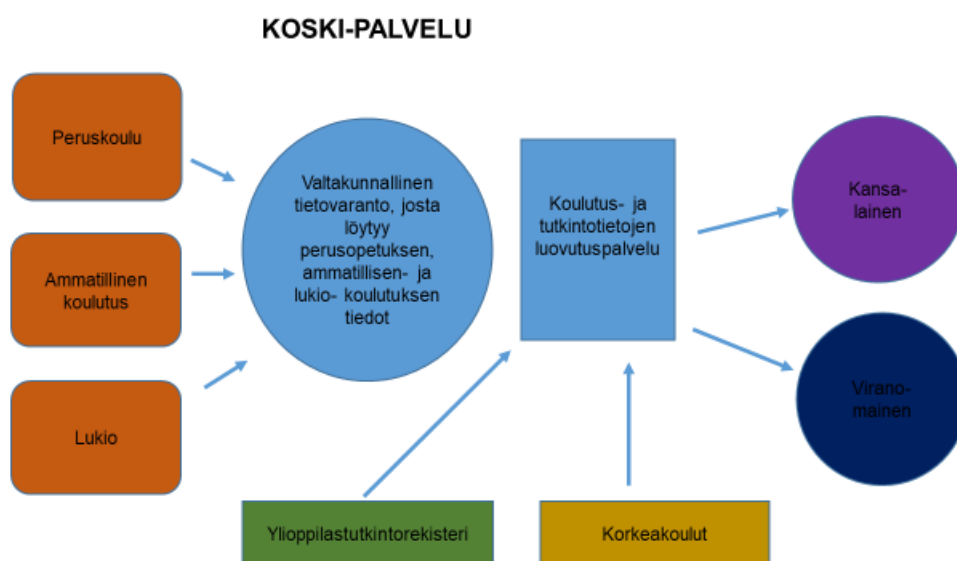 KOSKI-PALVELU
Peruskoulu
Ammatillinen
koulutus
Lukio
Valtakunnallinen
tietovaranto, josta
löytyy
perusopetuksen,
ammatillisen- ja
lukio- koulutuksen
tiedot
Koulutus- ja
tutkintotietojen
luovutuspalvelu
Kansa-
lainen
Virano-
mainen
Ylioppilastutkintorekisteri
Korkeakoulut